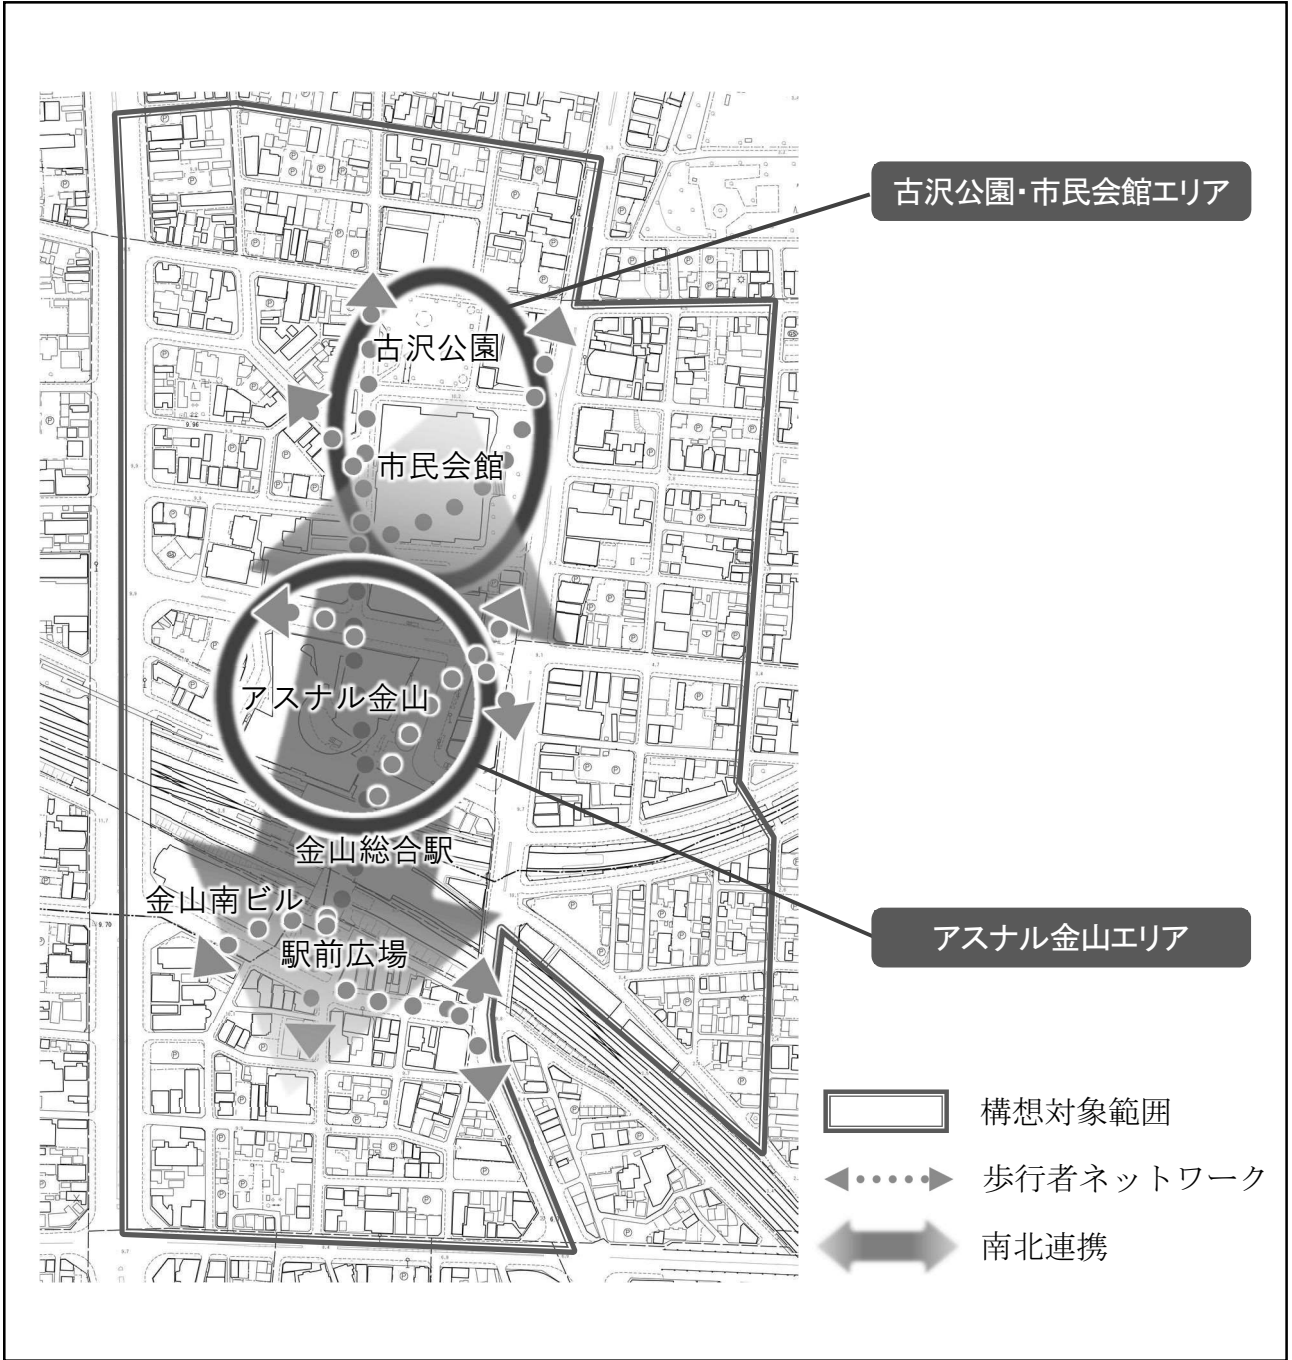 古沢公園・市民会館エリア
古沢公園
市民会館
アスナル金山
金山総合駅
金山南ビル
駅前広場
アスナル金山エリア
構想対象範囲
歩行者ネットワーク
南北連携